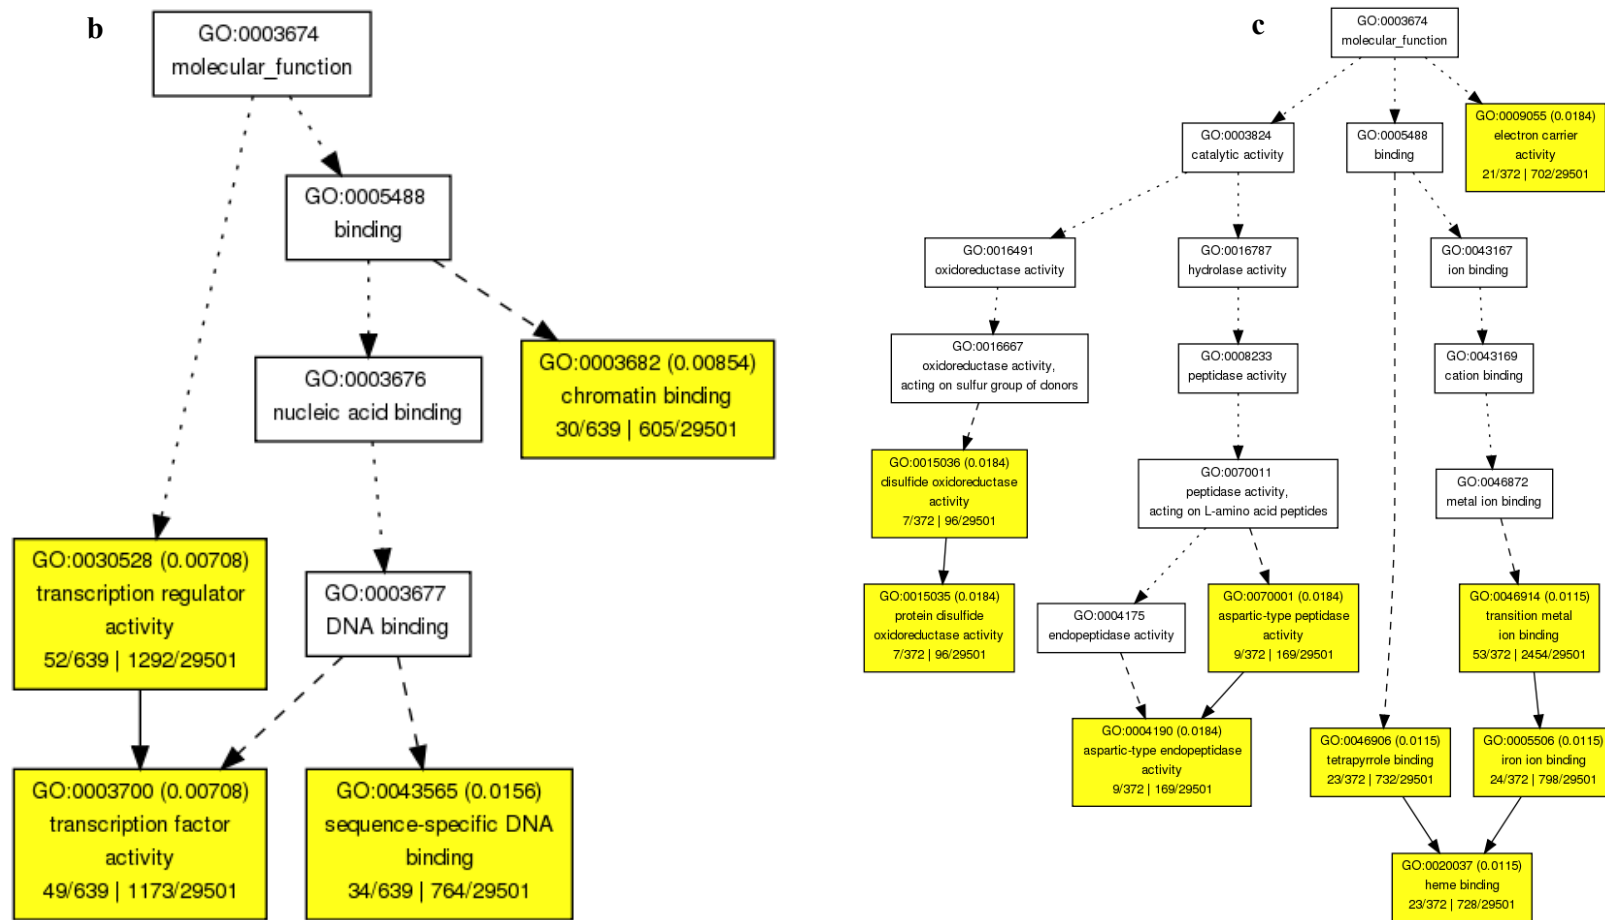 b
GO:0003674
molecular_function
GO:0005488
binding
GO:0003676
nucleic acid binding
GO:0003682 (0.00854)
chromatin binding
30/639 | 605/29501
GO:0030528 (0.00708)
transcription regulator
activity
52/639 | 1292/29501
GO:0003677
DNA binding
GO:0003700 (0.00708)
transcription factor
activity
49/639 | 1173/29501
GO:0043565 (0.0156)
sequence-specific DNA
binding
34/639 | 764/29501
c
GO:0003674
molecular_function
GO:0003824
catalytic activity
GO:0005488
binding
GO:0009055 (0.0184)
electron carrier
activity
21/372 | 702/29501
GO:0016491
oxidoreductase activity
GO:0016787
hydrolase activity
GO:0043167
ion binding
GO:0016667
oxidoreductase activity,
acting on sulfur group of donors
GO:0008233
peptidase activity
GO:0043169
cation binding
GO:0015036 (0.0184)
disulfide oxidoreductase
activity
7/372 | 96/29501
GO:0070011
peptidase activity,
acting on L-amino acid peptides
GO:0046872
metal ion binding
GO:0015035 (0.0184)
protein disulfide
oxidoreductase activity
7/372 | 96/29501
GO:0004175
endopeptidase activity
GO:0070001 (0.0184)
aspartic-type peptidase
activity
9/372 | 169/29501
GO:0046914 (0.0115)
transition metal
ion binding
53/372 | 2454/29501
GO:0004190 (0.0184)
aspartic-type endopeptidase
activity
9/372 | 169/29501
GO:0046906 (0.0115)
tetrapyrrole binding
23/372 | 732/29501
GO:0005506 (0.0115)
iron ion binding
24/372 | 798/29501
GO:0020037 (0.0115)
heme binding
23/372 | 728/29501